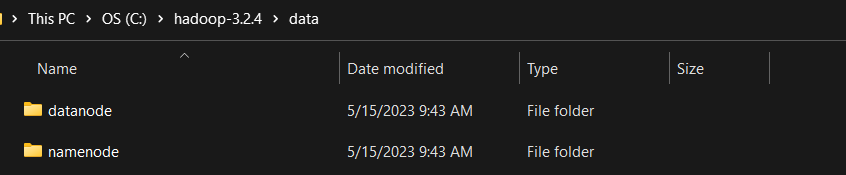 This PC > OS (C:) > hadoop-3.2.4 > data
Name Date modified Type Size
datanode 5/15/2023 9:43 AM File folder
namenode 5/15/2023 9:43 AM File folder